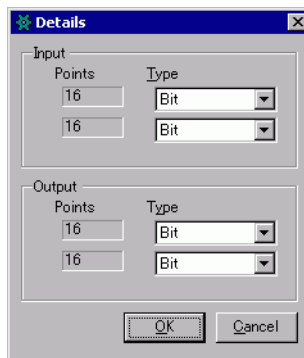 Details
Input
Points Type
16 Bit
16 Bit
Output
Points Type
16 Bit
16 Bit
OK Cancel